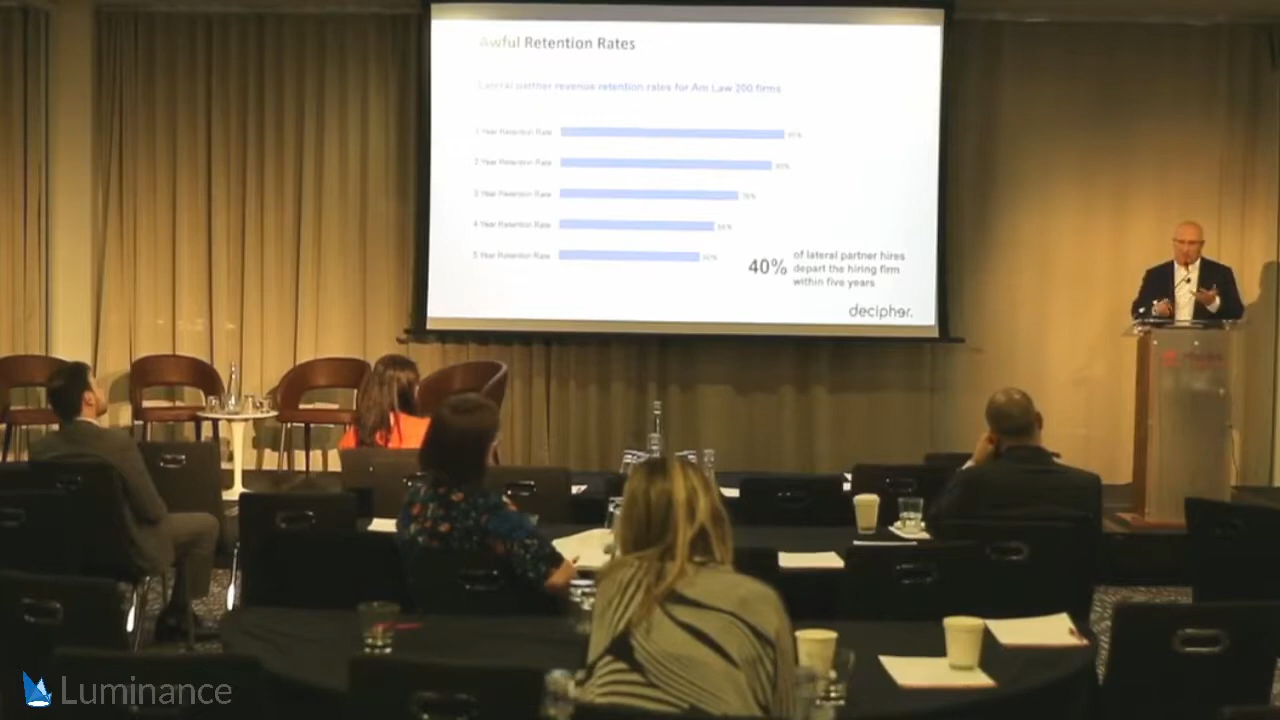 Awful Retention Rates
Lateral partner revenue retention rates for Am Law 200 firms
1 Year Retention Rate
2 Year Retention Rate
3 Year Retention Rate
4 Year Retention Rate
5 Year Retention Rate
40% of lateral partner hires
depart the hiring firm
within five years
decipher.
Luminance